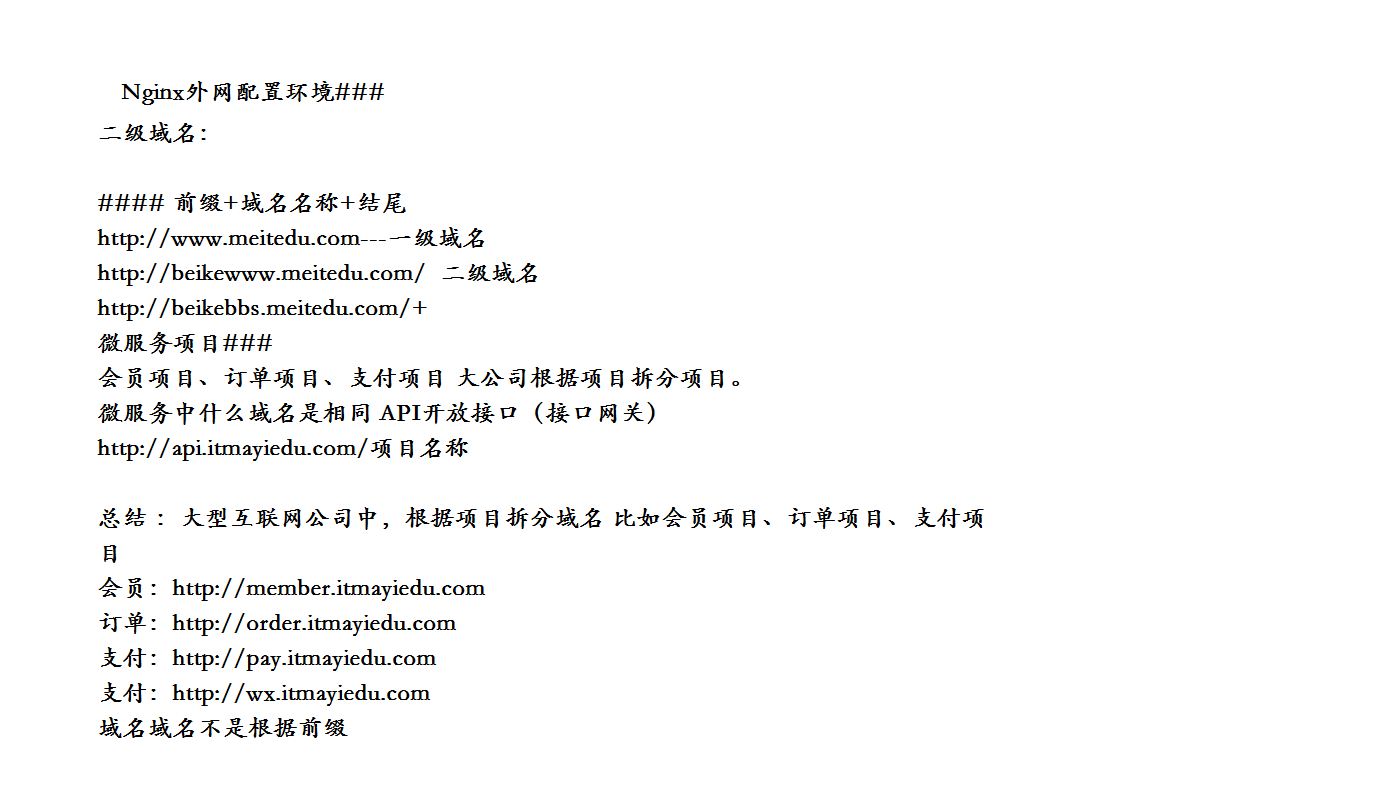 Nginx外网配置环境###
二级域名：
#### 前缀+域名名称+结尾
http://www.meitedu.com---一级域名
http://beikewww.meitedu.com/  二级域名
http://beikebbs.meitedu.com/+
微服务项目###
会员项目、订单项目、支付项目 大公司根据项目拆分项目。
微服务中什么域名是相同 API开放接口（接口网关）
http://api.itmayiedu.com/项目名称
总结 ：大型互联网公司中，根据项目拆分域名 比如会员项目、订单项目、支付项
目
会员：http://member.itmayiedu.com
订单：http://order.itmayiedu.com
支付：http://pay.itmayiedu.com
支付：http://wx.itmayiedu.com
域名域名不是根据前缀